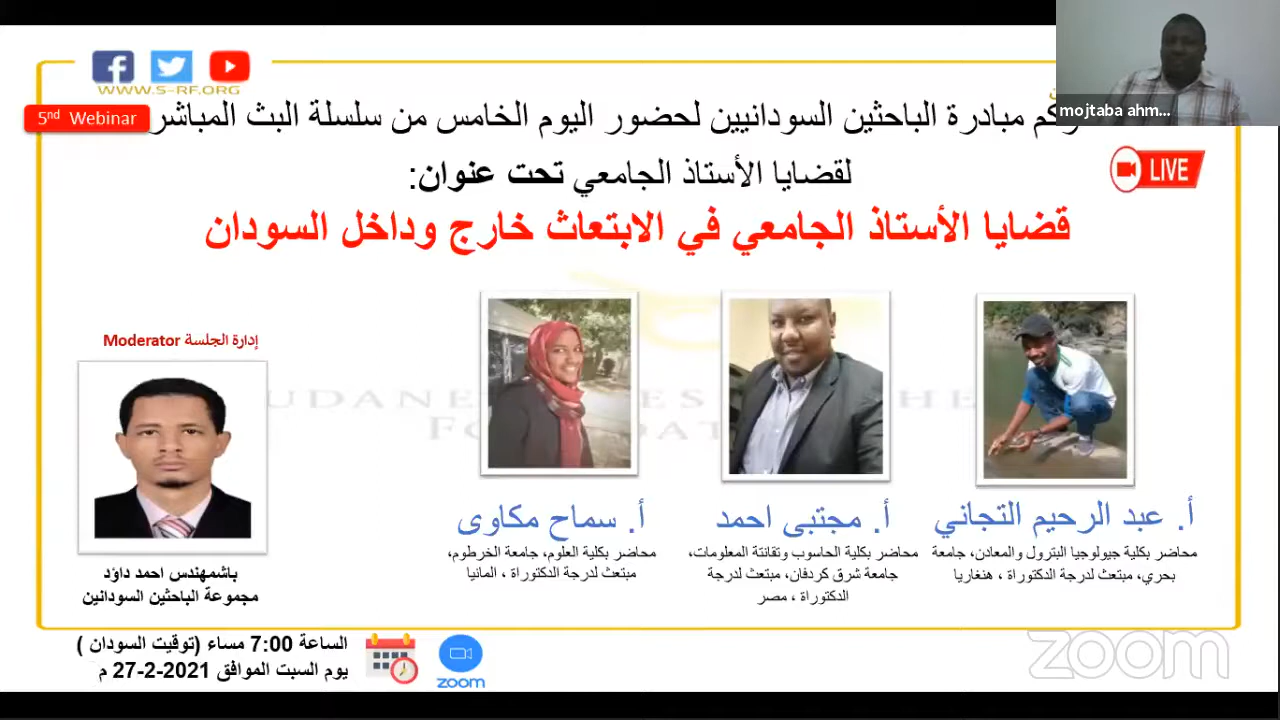 mojtaba ahm...
WWW.S-RF.ORG
5nd Webinar
مبادرة الباحثين السودانيين لحضور اليوم الخامس من سلسلة البث المباشر
LIVE
لقضايا الأستاذ الجامعي تحت عنوان:
قضايا الأستاذ الجامعي في الابتعاث خارج وداخل السودان
إدارة الجلسة Moderator
أ. عبد الرحيم التجاني
محاضر بكلية جيولوجيا البترول والمعادن، جامعة
بحري، مبتعث لدرجة الدكتوراة ، هنغاريا
أ. مجتبى احمد
محاضر بكلية الحاسوب وتقانتة المعلومات،
جامعة شرق كردفان، مبتعث لدرجة
الدكتوراة ، مصر
أ. سماح مكاوى
محاضر بكلية العلوم، جامعة الخرطوم،
مبتعث لدرجة الدكتوراة ، المانيا
باشمهندس احمد داؤد
مجموعة الباحثين السودانين
الساعة 7:00 مساء (توقيت السودان )
يوم السبت الموافق 27-2-2021 م
zoom
zoom